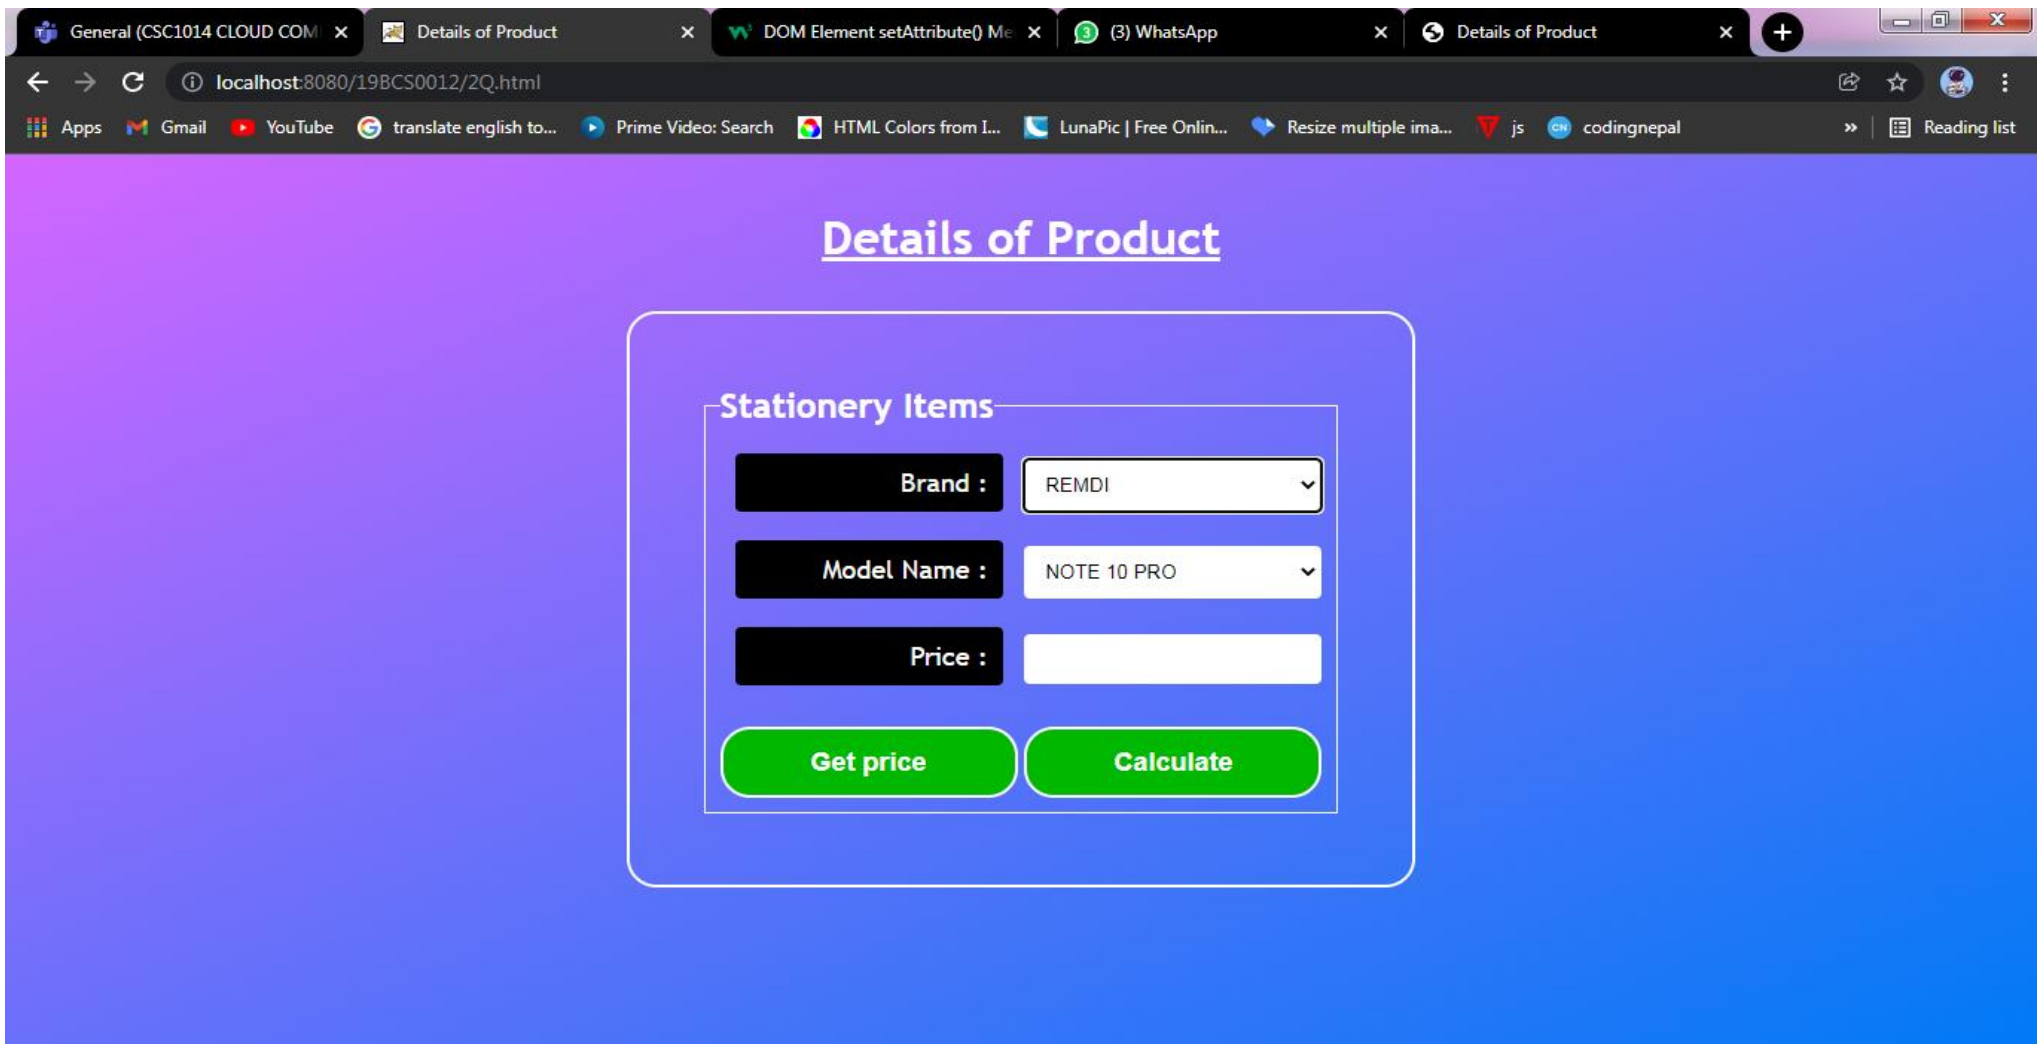 General (CSC1014 CLOUD COM
Details of Product
DOM Element setAttribute() Me
(3) WhatsApp
Details of Product
localhost:8080/19BCS0012/2Q.html
Apps
Gmail
YouTube
translate english to...
Prime Video: Search
HTML Colors from I...
LunaPic | Free Onlin...
Resize multiple ima...
js
codingnepal
»
Reading list
Details of Product
Stationery Items
Brand :
REMDI
Model Name :
NOTE 10 PRO
Price :
Get price
Calculate